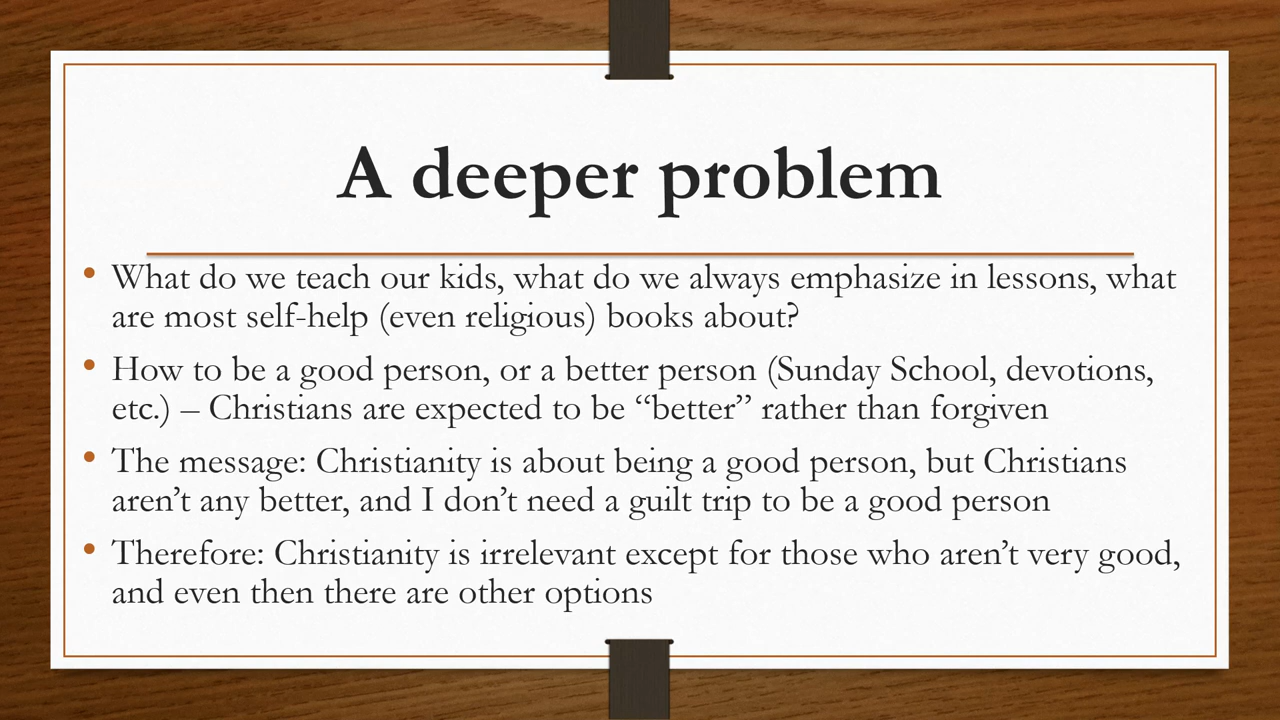 A deeper problem
• What do we teach our kids, what do we always emphasize in lessons, what
are most self-help (even religious) books about?
• How to be a good person, or a better person (Sunday School, devotions,
etc.) – Christians are expected to be “better” rather than forgiven
• The message: Christianity is about being a good person, but Christians
aren’t any better, and I don’t need a guilt trip to be a good person
• Therefore: Christianity is irrelevant except for those who aren’t very good,
and even then there are other options